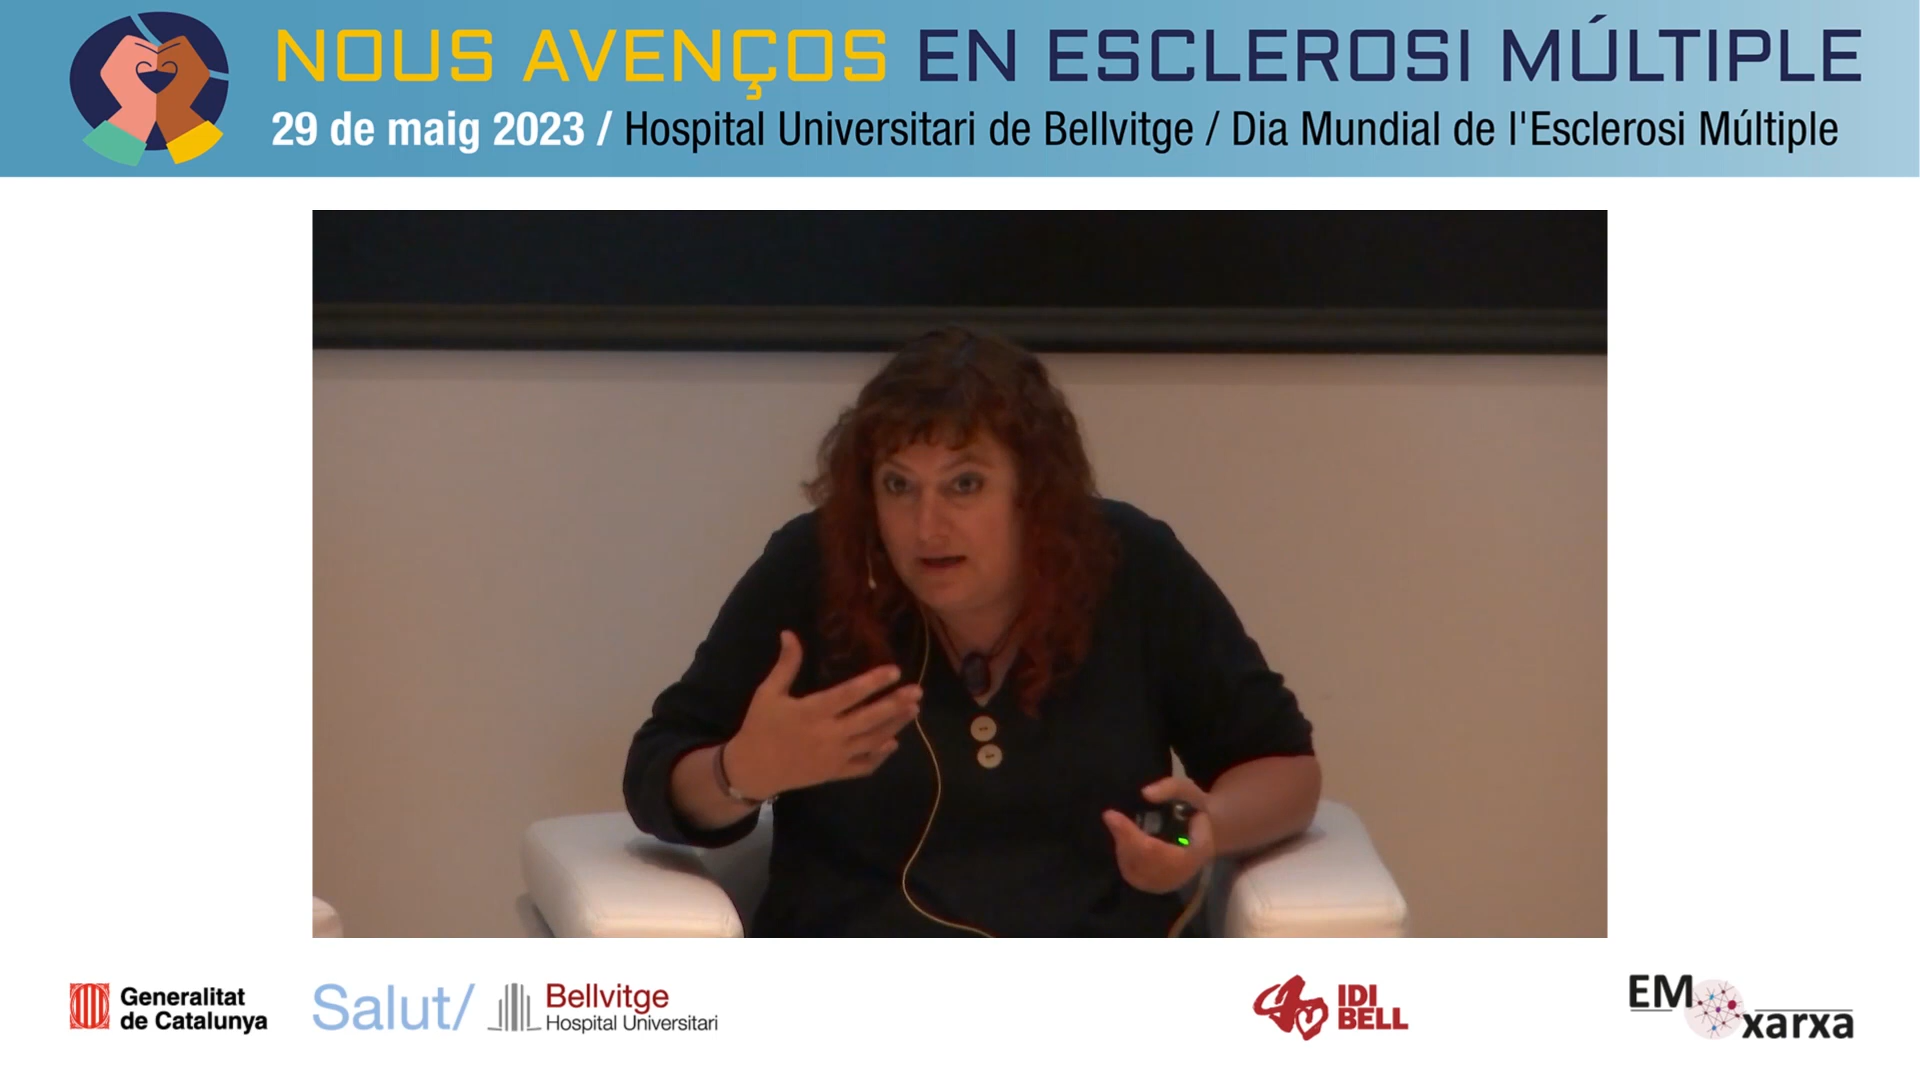 NOUS AVENÇOS EN ESCLEROSI MÚLTIPLE
29 de maig 2023 / Hospital Universitari de Bellvitge / Dia Mundial de l'Esclerosi Múltiple
Generalitat
de Catalunya
Salut/
Bellvitge
Hospital Universitari
IDI
BELL
EM
xarxa